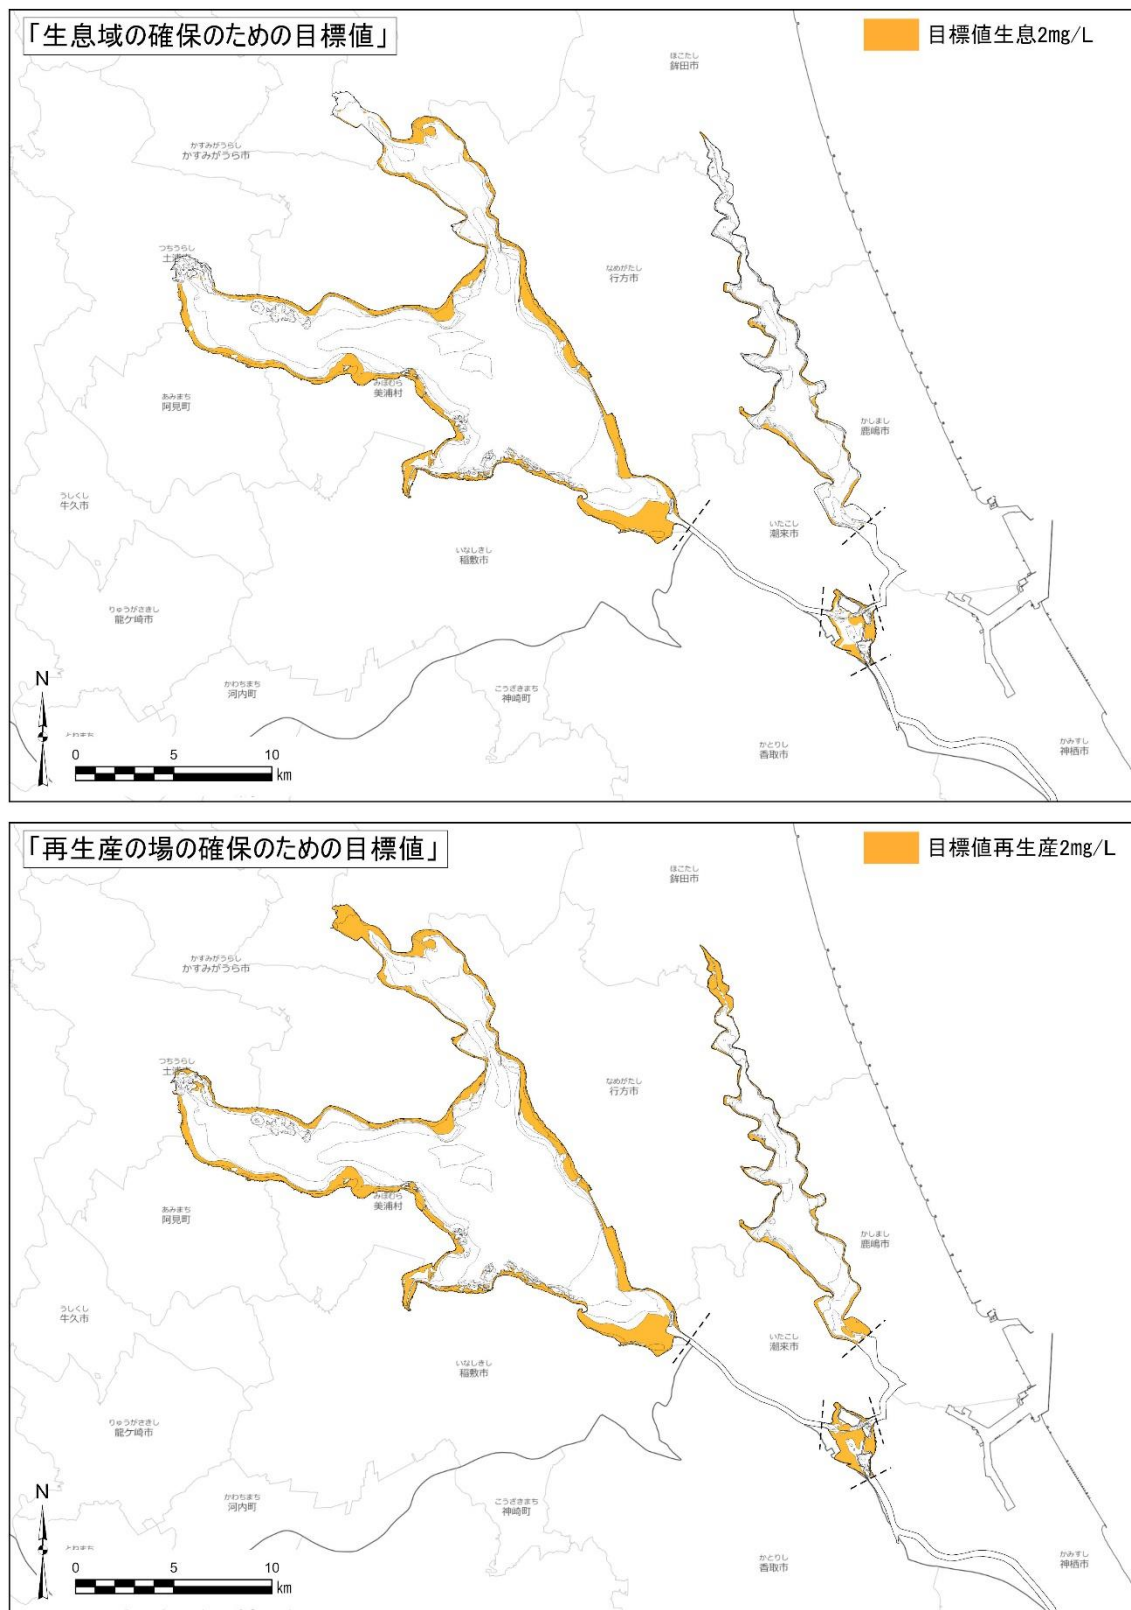 「生息域の確保のための目標値」
目標値生息2mg/L
ほこたし
鉾田市
かすみがうらし
かすみがうら市
つちうらし
土浦
なめがたし
行方市
あみまち
阿見町
みほむら
美浦村
かしまし
鹿嶋市
うしくし
牛久市
いなしきし
稲敷市
いたこし
潮来市
りゅうがさきし
龍ケ崎市
かわちまち
河内町
こうざきまち
神崎町
かとりし
香取市
かみすし
神栖市
とねまち
N
0 5 10
km
「再生産の場の確保のための目標値」
目標値再生産2mg/L
ほこたし
鉾田市
かすみがうらし
かすみがうら市
つちうらし
土浦
なめがたし
行方市
あみまち
阿見町
みほむら
美浦村
かしまし
鹿嶋市
うしくし
牛久市
いなしきし
稲敷市
いたこし
潮来市
りゅうがさきし
龍ケ崎市
かわちまち
河内町
こうざきまち
神崎町
かとりし
香取市
かみすし
神栖市
とねまち
N
0 5 10
km